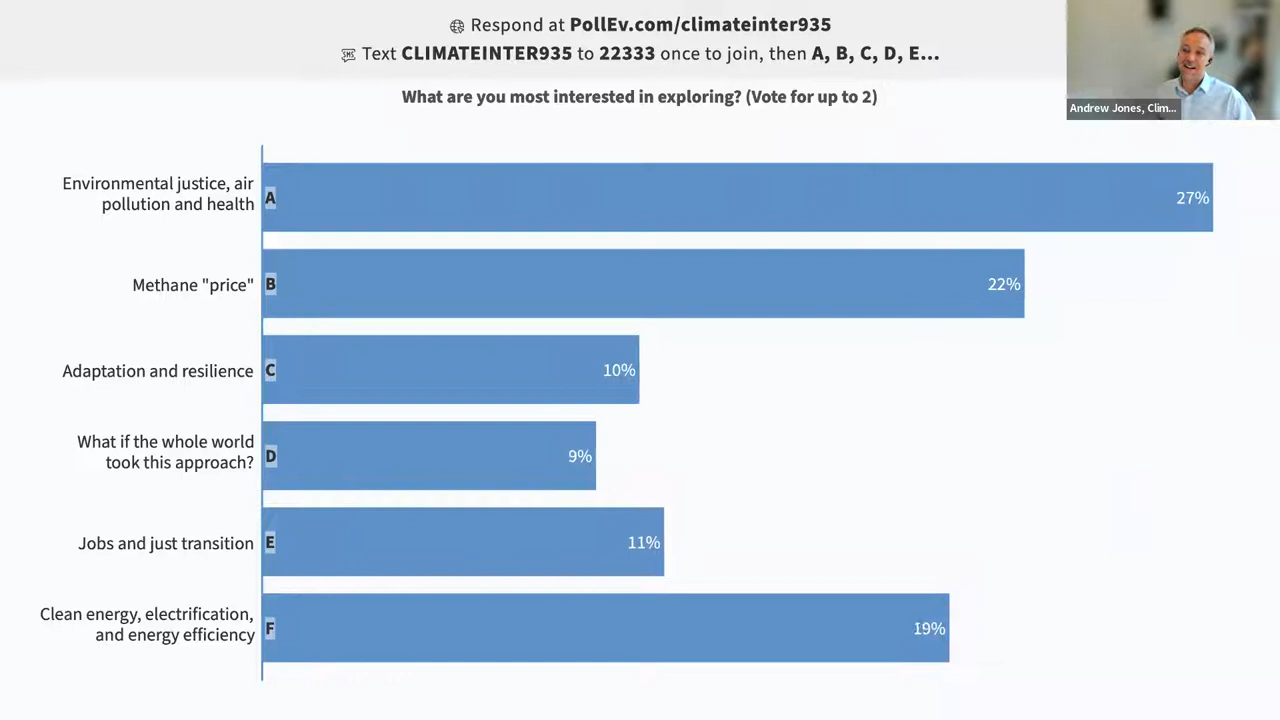 Respond at PollEv.com/climateinter935
Text CLIMATEINTER935 to 22333 once to join, then A, B, C, D, E...
Andrew Jones, Clim...
What are you most interested in exploring? (Vote for up to 2)
Environmental justice, air
pollution and health
A
27%
Methane "price"
B
22%
Adaptation and resilience
C
10%
What if the whole world
took this approach?
D
9%
Jobs and just transition
E
11%
Clean energy, electrification,
and energy efficiency
F
19%